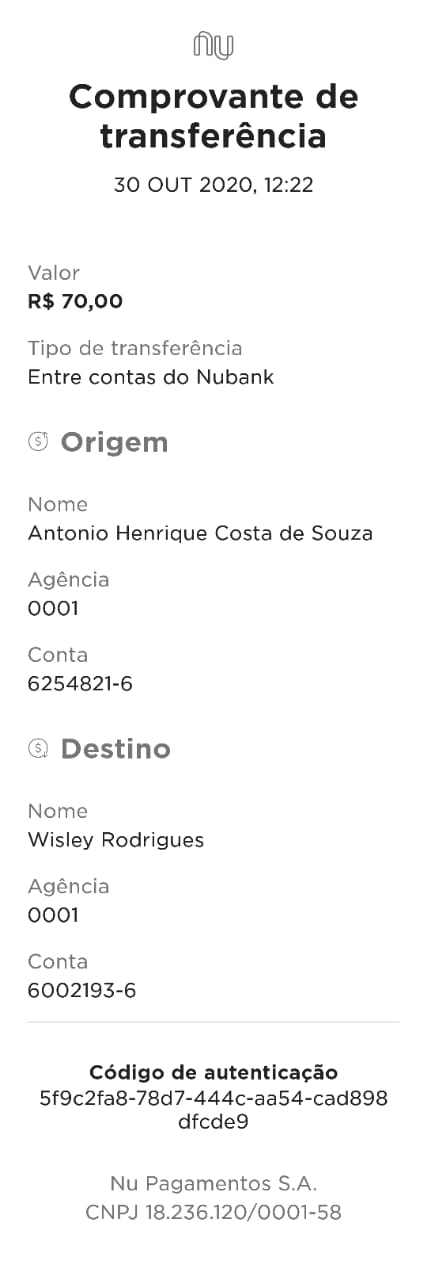 nu
Comprovante de
transferência
30 OUT 2020, 12:22
Valor
R$ 70,00
Tipo de transferência
Entre contas do Nubank
Origem
Nome
Antonio Henrique Costa de Souza
Agência
0001
Conta
6254821-6
Destino
Nome
Wisley Rodrigues
Agência
0001
Conta
6002193-6
Código de autenticação
5f9c2fa8-78d7-444c-aa54-cad898
dfcde9
Nu Pagamentos S.A.
CNPJ 18.236.120/0001-58